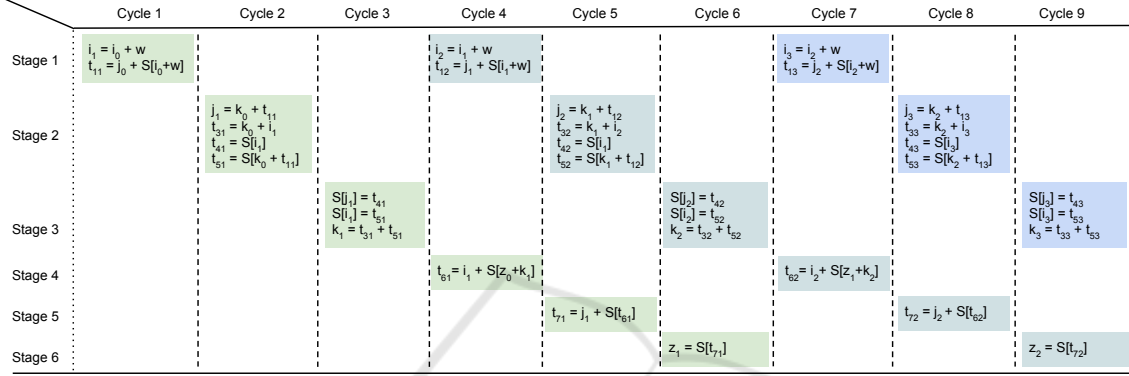 Cycle 1 Cycle 2 Cycle 3 Cycle 4 Cycle 5 Cycle 6 Cycle 7 Cycle 8 Cycle 9
Stage 1
i₁ = i₀ + w
t₁₁ = j₀ + S[i₀+w]
i₂ = i₁ + w
t₁₂ = j₁ + S[i₁+w]
i₃ = i₂ + w
t₁₃ = j₂ + S[i₂+w]
Stage 2
j₁ = k₀ + t₁₁
t₃₁ = k₀ + i₁
t₄₁ = S[i₁]
t₅₁ = S[k₀ + t₁₁]
j₂ = k₁ + t₁₂
t₃₂ = k₁ + i₂
t₄₂ = S[i₁]
t₅₂ = S[k₁ + t₁₂]
j₃ = k₂ + t₁₃
t₃₃ = k₂ + i₃
t₄₃ = S[i₃]
t₅₃ = S[k₂ + t₁₃]
Stage 3
S[j₁] = t₄₁
S[i₁] = t₅₁
k₁ = t₃₁ + t₅₁
S[j₂] = t₄₂
S[i₂] = t₅₂
k₂ = t₃₂ + t₅₂
S[j₃] = t₄₃
S[i₃] = t₅₃
k₃ = t₃₃ + t₅₃
Stage 4
t₆₁ = i₁ + S[z₀+k₁]
t₆₂ = i₂ + S[z₁+k₂]
Stage 5
t₇₁ = j₁ + S[t₆₁]
t₇₂ = j₂ + S[t₆₂]
Stage 6
z₁ = S[t₇₁]
z₂ = S[t₇₂]